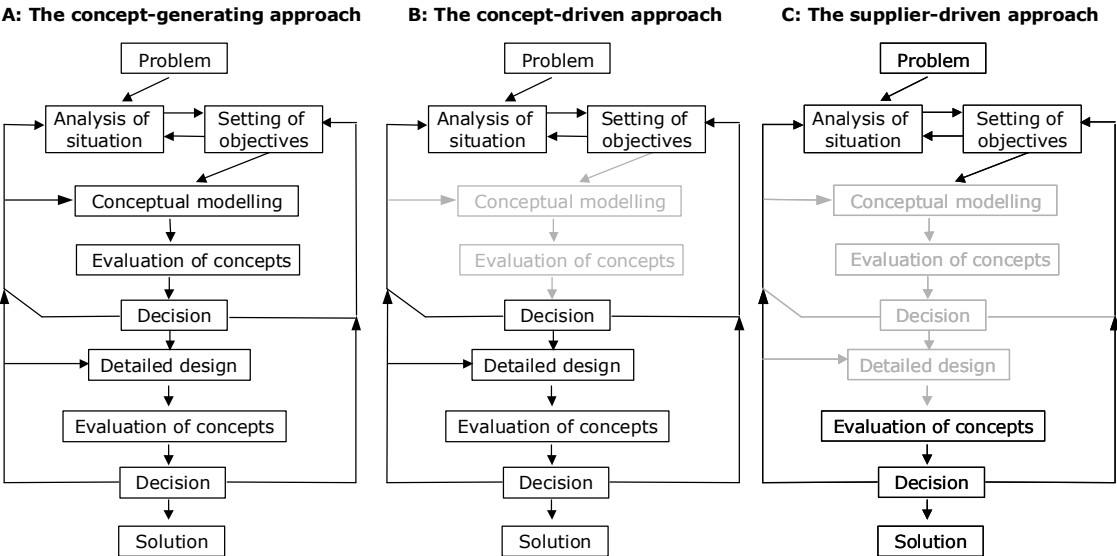 A: The concept-generating approach
Problem
Analysis of
situation
Setting of
objectives
Conceptual modelling
Evaluation of concepts
Decision
Detailed design
Evaluation of concepts
Decision
Solution
B: The concept-driven approach
Problem
Analysis of
situation
Setting of
objectives
Conceptual modelling
Evaluation of concepts
Decision
Detailed design
Evaluation of concepts
Decision
Solution
C: The supplier-driven approach
Problem
Analysis of
situation
Setting of
objectives
Conceptual modelling
Evaluation of concepts
Decision
Detailed design
Evaluation of concepts
Decision
Solution